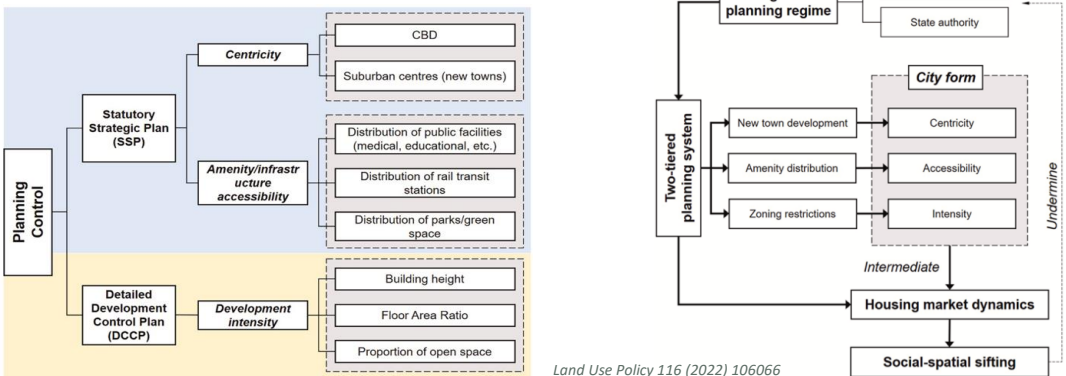 Planning
Control
Statutory
Strategic Plan
(SSP)
Centricity
CBD
Suburban centres (new towns)
Amenity/infrastr
ucture
accessibility
Distribution of public facilities
(medical, educational, etc.)
Distribution of rail transit
stations
Distribution of parks/green
space
Detailed
Development
Control Plan
(DCCP)
Development
intensity
Building height
Floor Area Ratio
Proportion of open space
planning regime
State authority
Two-tiered
planning system
New town development
Amenity distribution
Zoning restrictions
City form
Centricity
Accessibility
Intensity
Undermine
Intermediate
Housing market dynamics
Social-spatial sifting
Land Use Policy 116 (2022) 106066